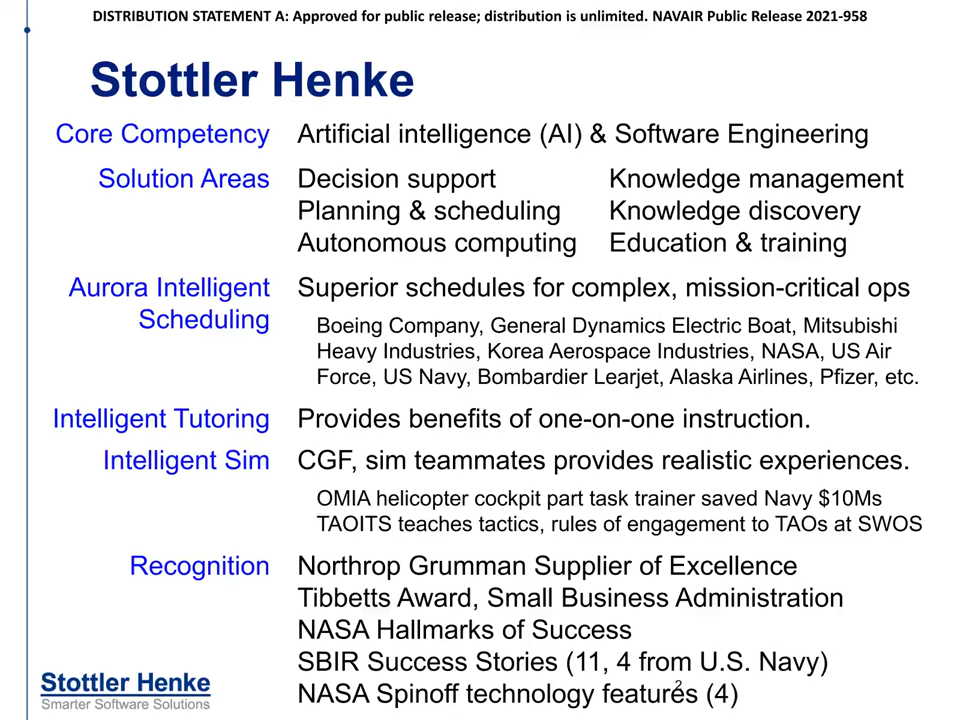 DISTRIBUTION STATEMENT A: Approved for public release; distribution is unlimited. NAVAIR Public Release 2021-958
Stottler Henke
Core Competency Artificial intelligence (AI) & Software Engineering
Solution Areas Decision support Knowledge management
Planning & scheduling Knowledge discovery
Autonomous computing Education & training
Aurora Intelligent Superior schedules for complex, mission-critical ops
Scheduling
Boeing Company, General Dynamics Electric Boat, Mitsubishi
Heavy Industries, Korea Aerospace Industries, NASA, US Air
Force, US Navy, Bombardier Learjet, Alaska Airlines, Pfizer, etc.
Intelligent Tutoring Provides benefits of one-on-one instruction.
Intelligent Sim CGF, sim teammates provides realistic experiences.
OMIA helicopter cockpit part task trainer saved Navy $10Ms
TAOITS teaches tactics, rules of engagement to TAOs at SWOS
Recognition Northrop Grumman Supplier of Excellence
Tibbetts Award, Small Business Administration
NASA Hallmarks of Success
SBIR Success Stories (11, 4 from U.S. Navy)
NASA Spinoff technology features (4)
2
Stottler Henke
Smarter Software Solutions